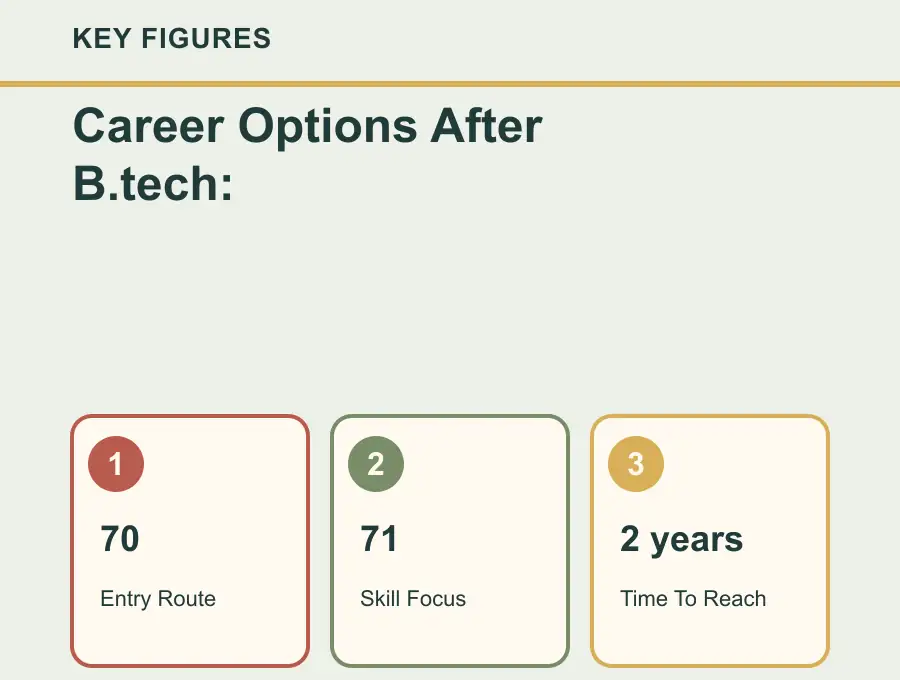 KEY FIGURES
Career Options After
B.tech:
1
70
Entry Route
2
71
Skill Focus
3
2 years
Time To Reach